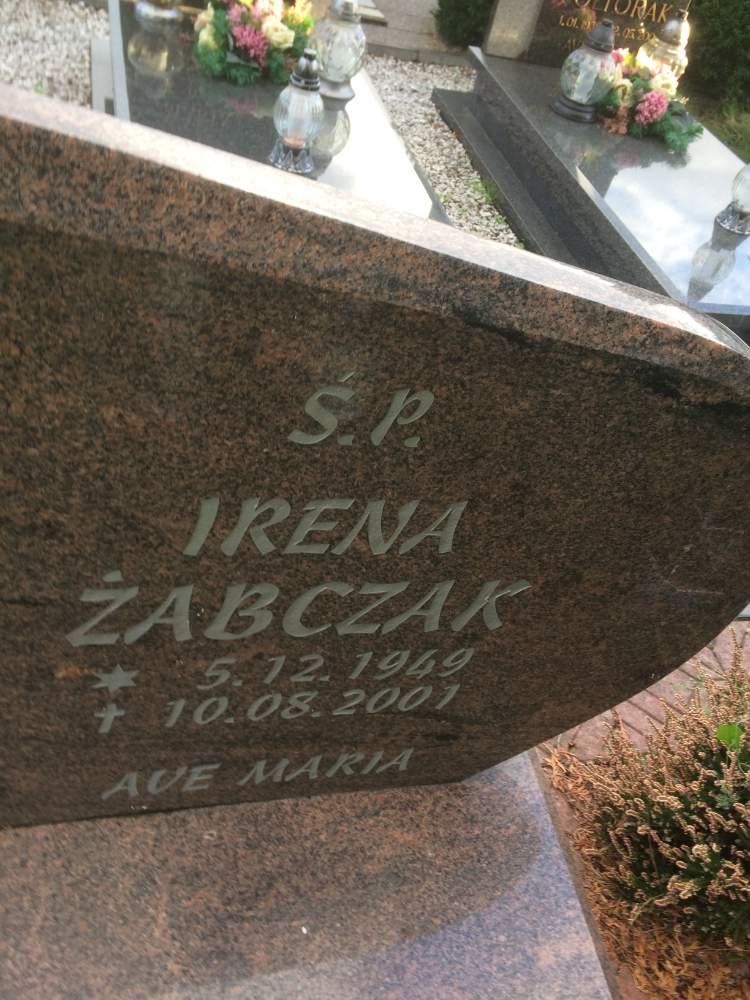 Ś.P.
IRENA
ŻABCZAK
* 5.12.1949
✝ 10.08.2001
AVE MARIA